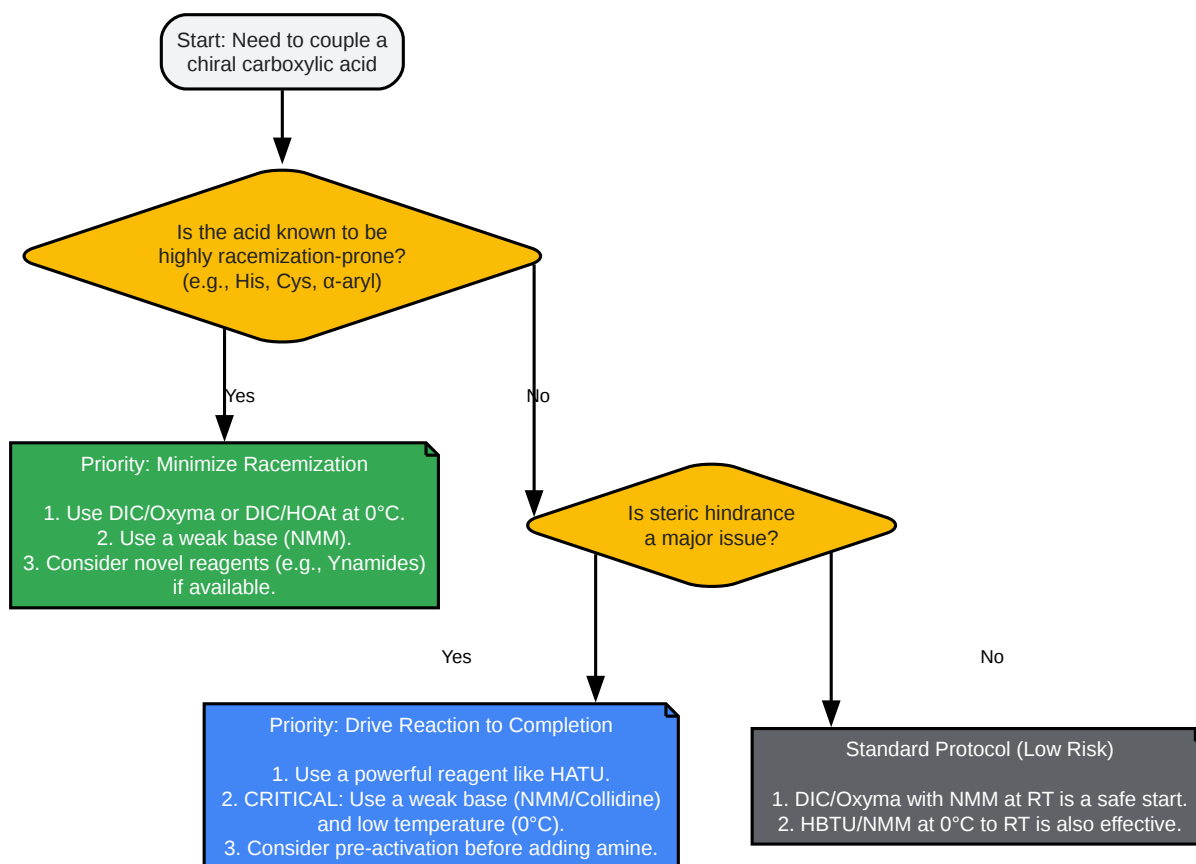 Start: Need to couple a
chiral carboxylic acid
Is the acid known to be
highly racemization-prone?
(e.g., His, Cys, α-aryl)
Yes
No
Priority: Minimize Racemization
1. Use DIC/Oxyma or DIC/HOAt at 0°C.
2. Use a weak base (NMM).
3. Consider novel reagents (e.g., Ynamides)
if available.
Is steric hindrance
a major issue?
Yes
No
Priority: Drive Reaction to Completion
1. Use a powerful reagent like HATU.
2. CRITICAL: Use a weak base (NMM/Collidine)
and low temperature (0°C).
3. Consider pre-activation before adding amine.
Standard Protocol (Low Risk)
1. DIC/Oxyma with NMM at RT is a safe start.
2. HBTU/NMM at 0°C to RT is also effective.